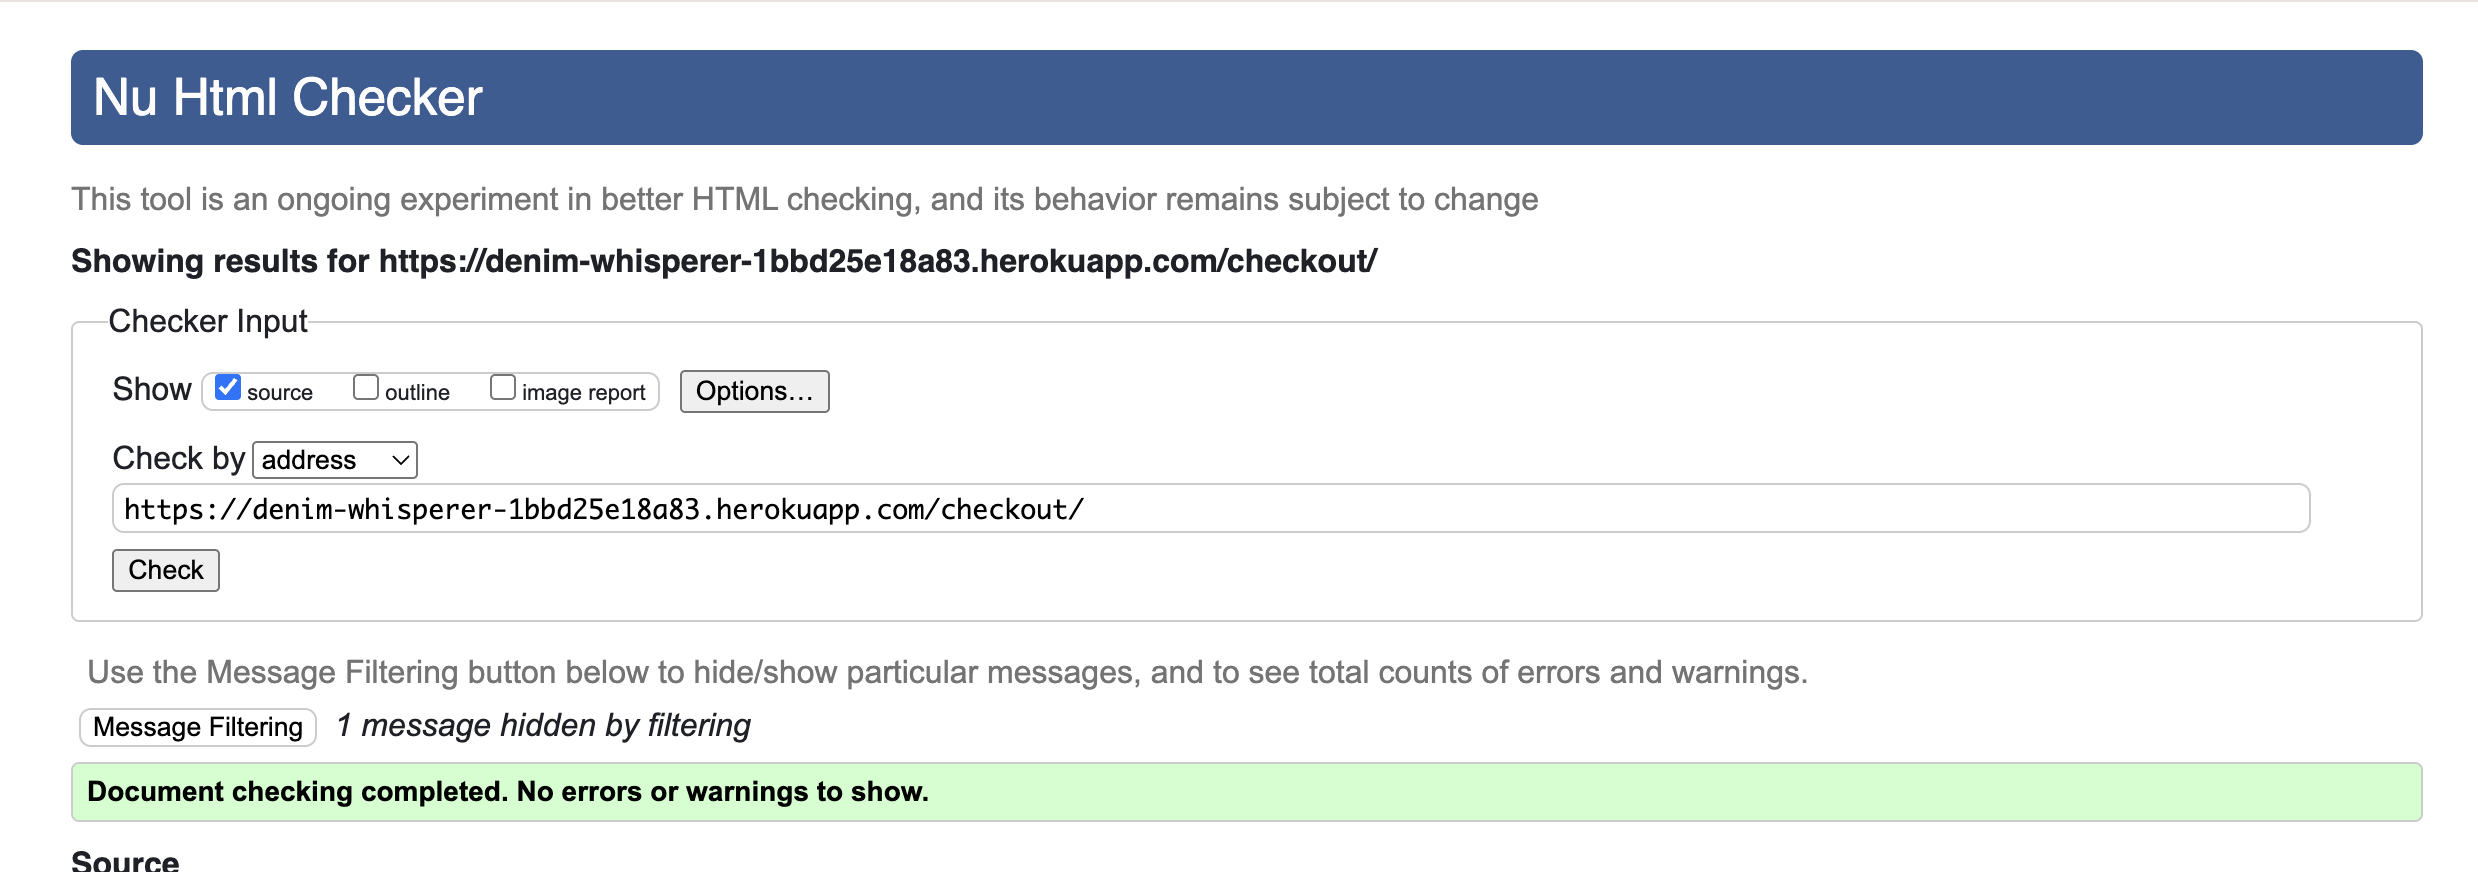 Nu Html Checker
This tool is an ongoing experiment in better HTML checking, and its behavior remains subject to change
Showing results for https://denim-whisperer-1bbd25e18a83.herokuapp.com/checkout/
Checker Input
Show source outline image report Options...
Check by address
https://denim-whisperer-1bbd25e18a83.herokuapp.com/checkout/
Check
Use the Message Filtering button below to hide/show particular messages, and to see total counts of errors and warnings.
Message Filtering 1 message hidden by filtering
Document checking completed. No errors or warnings to show.
Source